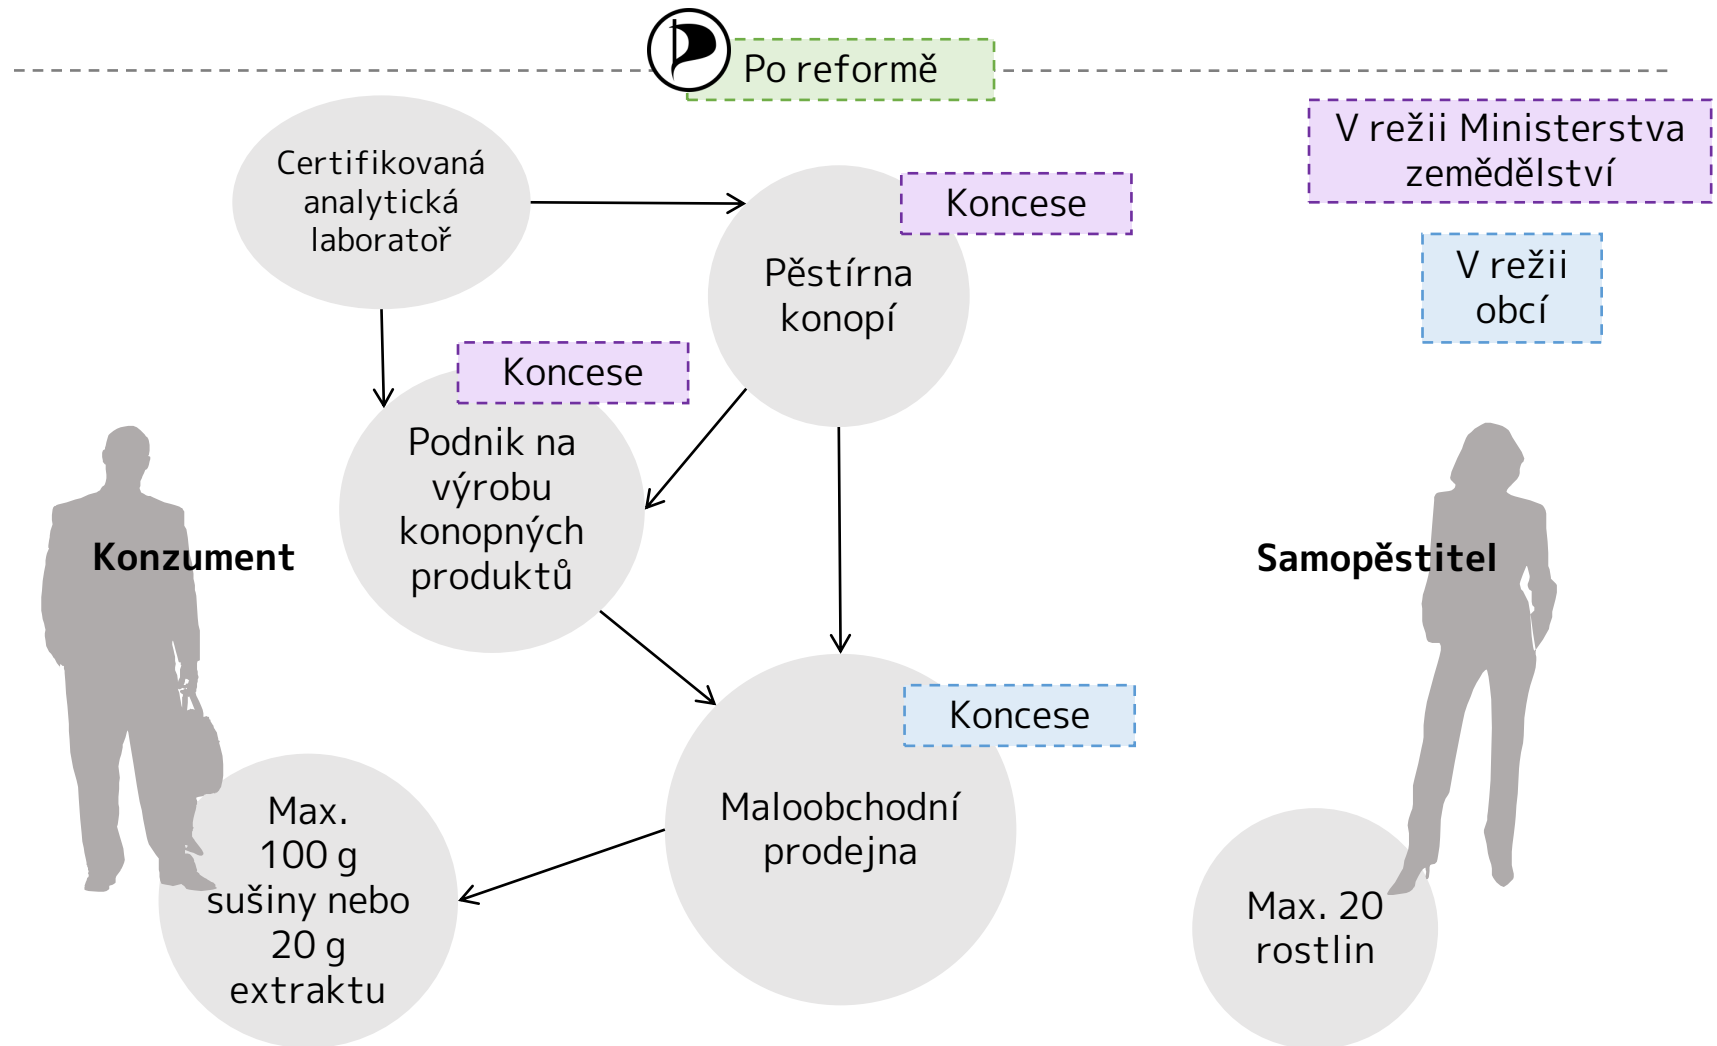 Po reformě
V režii Ministerstva
zemědělství
V režii
obcí
Certifikovaná
analytická
laboratoř
Koncese
Pěstírna
konopí
Koncese
Podnik na
výrobu
konopných
produktů
Konzument
Samopěstitel
Koncese
Maloobchodní
prodejna
Max.
100 g
sušiny nebo
20 g
extraktu
Max. 20
rostlin